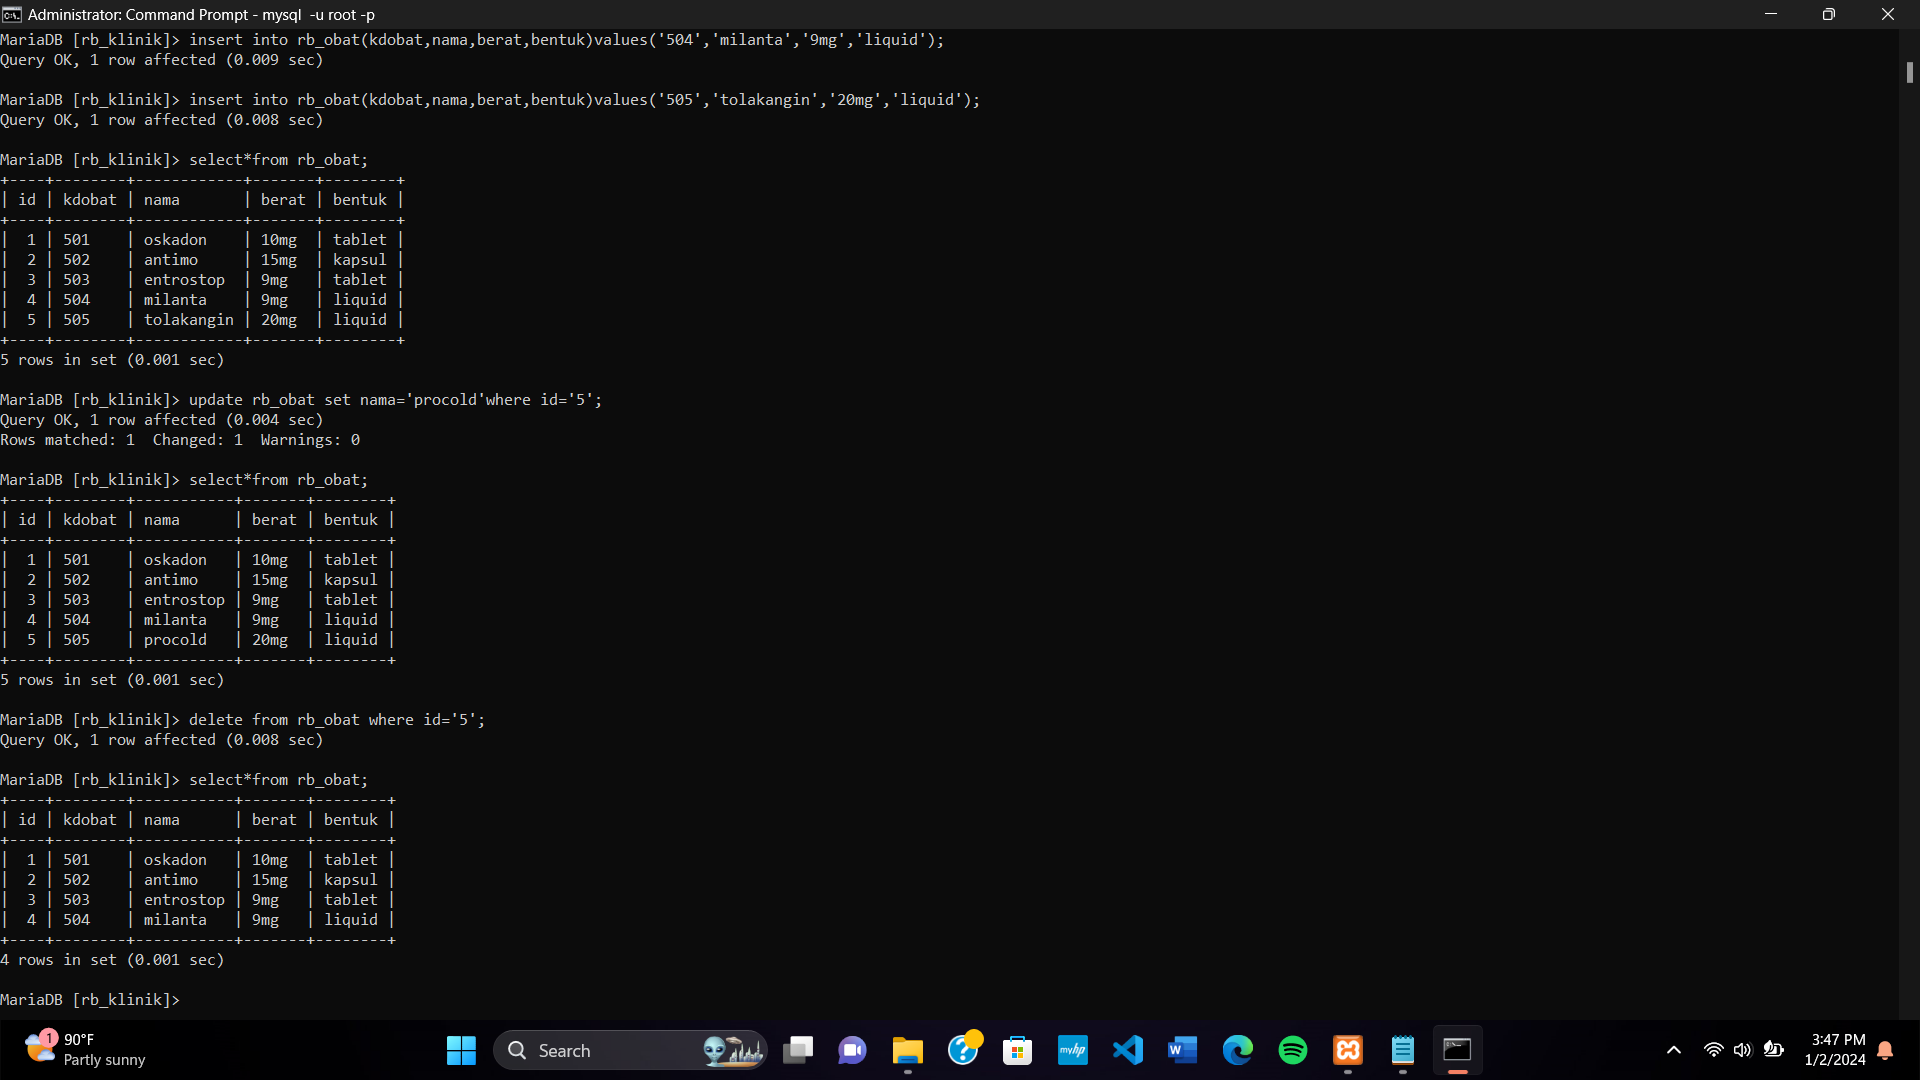 Administrator: Command Prompt - mysql  -u root -p
MariaDB [rb_klinik]> insert into rb_obat(kdobat,nama,berat,bentuk)values('504','milanta','9mg','liquid');
Query OK, 1 row affected (0.009 sec)
MariaDB [rb_klinik]> insert into rb_obat(kdobat,nama,berat,bentuk)values('505','tolakangin','20mg','liquid');
Query OK, 1 row affected (0.008 sec)
MariaDB [rb_klinik]> select*from rb_obat;
+----+--------+------------+-------+--------+
| id | kdobat | nama       | berat | bentuk |
+----+--------+------------+-------+--------+
|  1 | 501    | oskadon    | 10mg  | tablet |
|  2 | 502    | antimo     | 15mg  | kapsul |
|  3 | 503    | entrostop  | 9mg   | tablet |
|  4 | 504    | milanta    | 9mg   | liquid |
|  5 | 505    | tolakangin | 20mg  | liquid |
+----+--------+------------+-------+--------+
5 rows in set (0.001 sec)
MariaDB [rb_klinik]> update rb_obat set nama='procold'where id='5';
Query OK, 1 row affected (0.004 sec)
Rows matched: 1  Changed: 1  Warnings: 0
MariaDB [rb_klinik]> select*from rb_obat;
+----+--------+-----------+-------+--------+
| id | kdobat | nama      | berat | bentuk |
+----+--------+-----------+-------+--------+
|  1 | 501    | oskadon   | 10mg  | tablet |
|  2 | 502    | antimo    | 15mg  | kapsul |
|  3 | 503    | entrostop | 9mg   | tablet |
|  4 | 504    | milanta   | 9mg   | liquid |
|  5 | 505    | procold   | 20mg  | liquid |
+----+--------+-----------+-------+--------+
5 rows in set (0.001 sec)
MariaDB [rb_klinik]> delete from rb_obat where id='5';
Query OK, 1 row affected (0.008 sec)
MariaDB [rb_klinik]> select*from rb_obat;
+----+--------+-----------+-------+--------+
| id | kdobat | nama      | berat | bentuk |
+----+--------+-----------+-------+--------+
|  1 | 501    | oskadon   | 10mg  | tablet |
|  2 | 502    | antimo    | 15mg  | kapsul |
|  3 | 503    | entrostop | 9mg   | tablet |
|  4 | 504    | milanta   | 9mg   | liquid |
+----+--------+-----------+-------+--------+
4 rows in set (0.001 sec)
MariaDB [rb_klinik]>
1
90°F
Partly sunny
Search
myhp
W
3:47 PM
1/2/2024